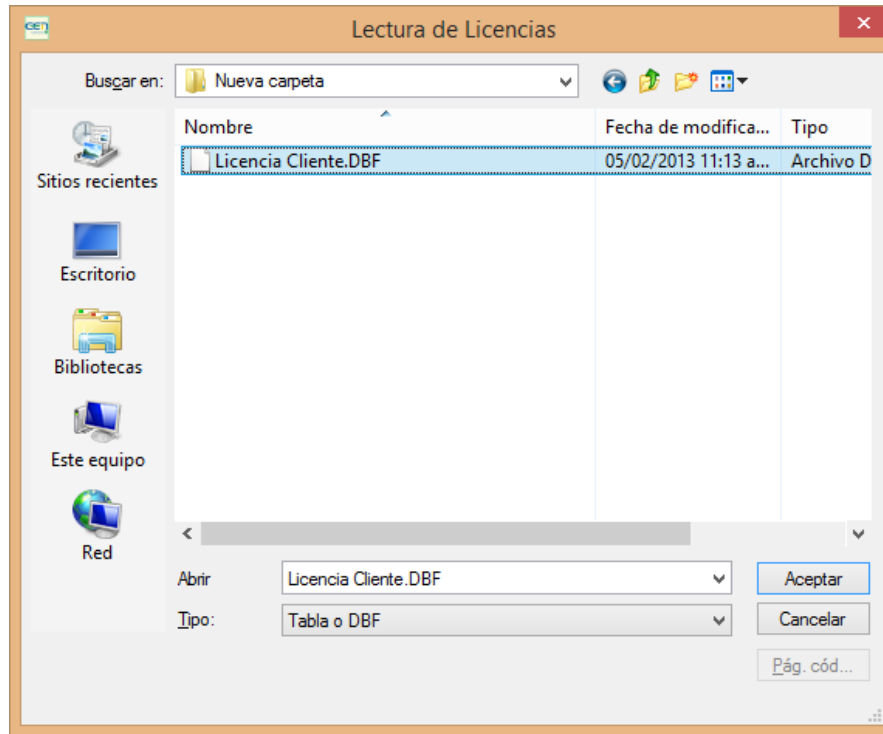 GEN
Lectura de Licencias
Buscar en:
Nueva carpeta
Nombre
Fecha de modifica...
Tipo
Licencia Cliente.DBF
05/02/2013 11:13 a...
Archivo D
Sitios recientes
Escritorio
Bibliotecas
Este equipo
Red
Abrir
Licencia Cliente.DBF
Aceptar
Tipo:
Tabla o DBF
Cancelar
Pág. cód...